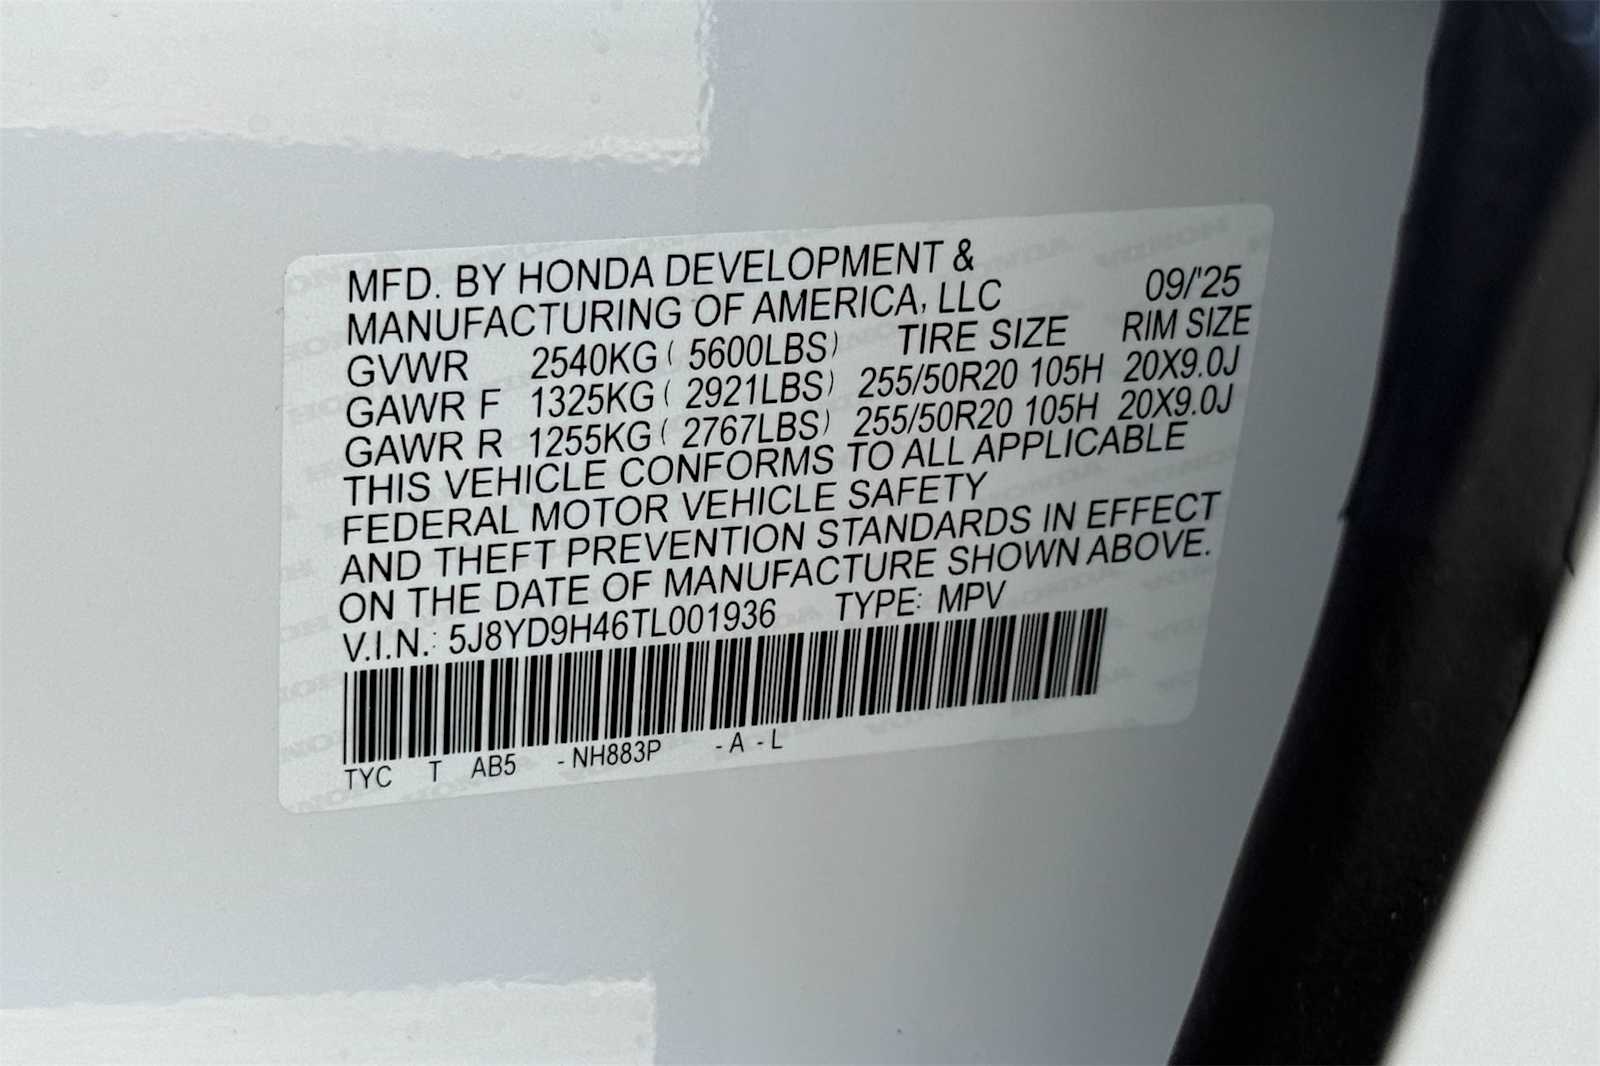 MFD. BY HONDA DEVELOPMENT &
MANUFACTURING OF AMERICA, LLC 09/'25
GVWR 2540KG ( 5600LBS) TIRE SIZE RIM SIZE
GAWR F 1325KG ( 2921LBS) 255/50R20 105H 20X9.0J
GAWR R 1255KG ( 2767LBS) 255/50R20 105H 20X9.0J
THIS VEHICLE CONFORMS TO ALL APPLICABLE
FEDERAL MOTOR VEHICLE SAFETY
AND THEFT PREVENTION STANDARDS IN EFFECT
ON THE DATE OF MANUFACTURE SHOWN ABOVE.
V.I.N.: 5J8YD9H46TL001936 TYPE: MPV
TYC T AB5 - NH883P - A - L